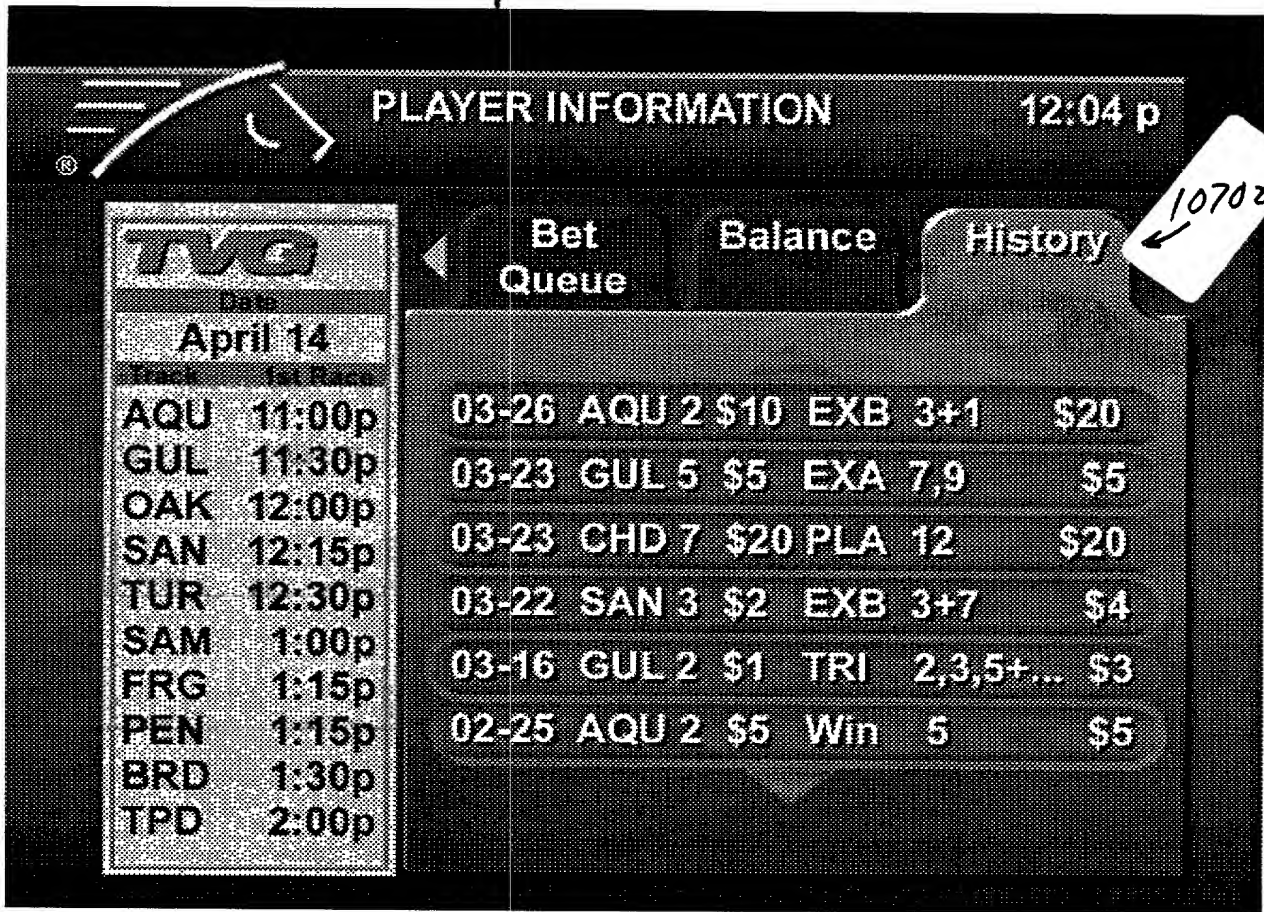 PLAYER INFORMATION 12:04 p
®
10702
TVG
Bet Queue
Balance
History
Date
April 14
Track 1st Race
AQU 11:00p
GUL 11:30p
OAK 12:00p
SAN 12:15p
TUR 12:30p
SAM 1:00p
FRG 1:15p
PEN 1:15p
BRD 1:30p
TPD 2:00p
03-26 AQU 2 $10 EXB 3+1 $20
03-23 GUL 5 $5 EXA 7,9 $5
03-23 CHD 7 $20 PLA 12 $20
03-22 SAN 3 $2 EXB 3+7 $4
03-16 GUL 2 $1 TRI 2,3,5+... $3
02-25 AQU 2 $5 Win 5 $5